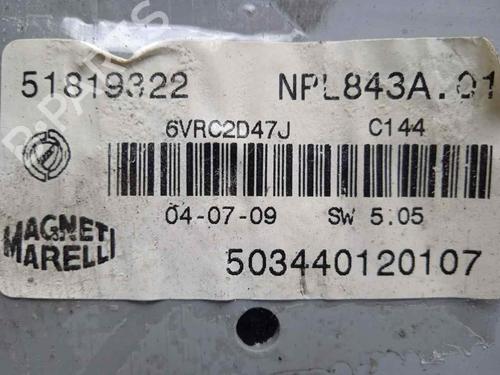 51819322 NPL843A.01
6VRC2D47J C144
04-07-09 SW 5.05
MAGNETI
MARELLI
503440120107